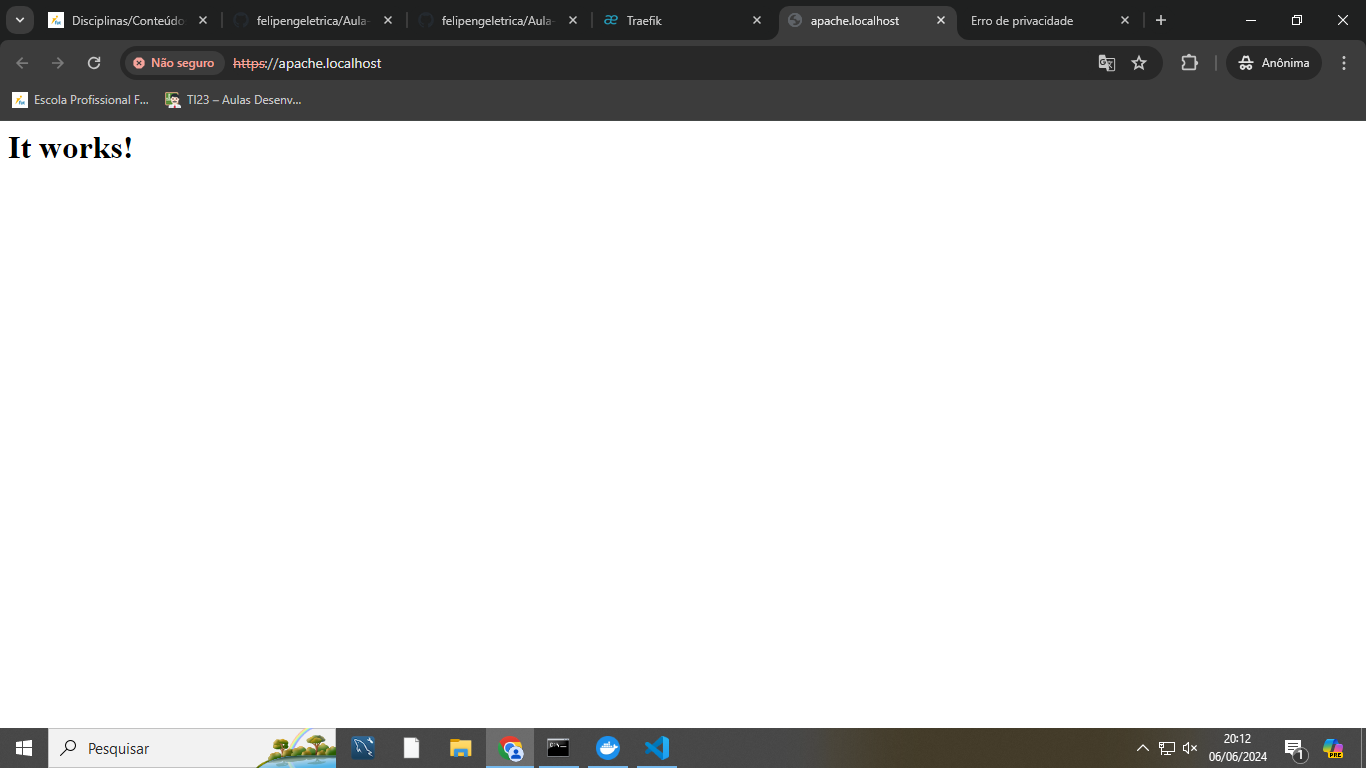 Disciplinas/Conteúdo
felipengeletrica/Aula-
felipengeletrica/Aula-
Traefik
apache.localhost
Erro de privacidade
Não seguro
https://apache.localhost
Anônima
Escola Profissional F...
TI23 – Aulas Desenv...
It works!
Pesquisar
20:12
06/06/2024
1
PRE